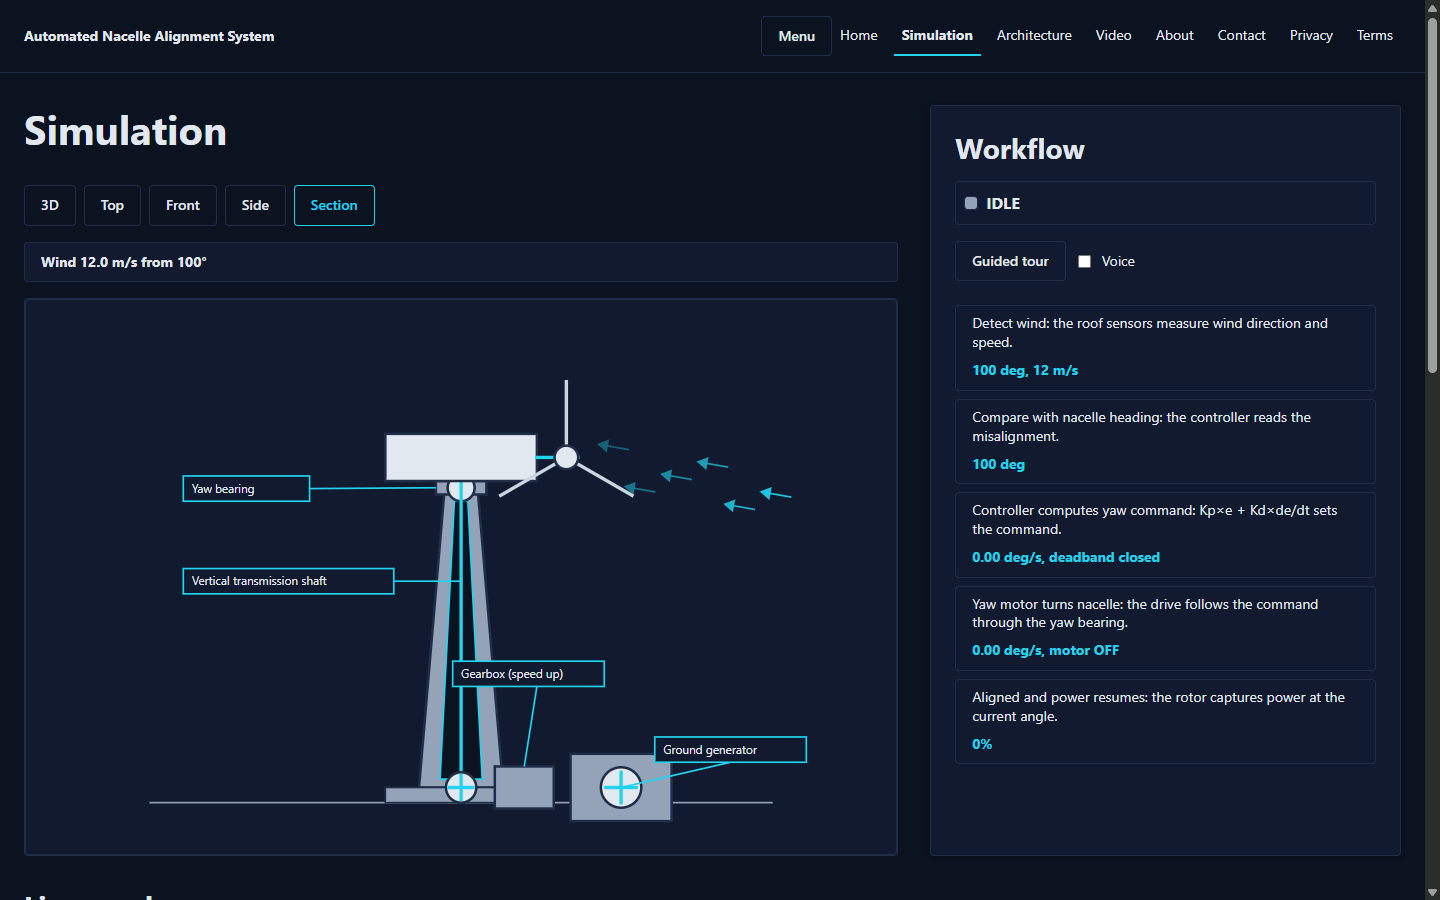 Automated Nacelle Alignment System
Menu
Home
Simulation
Architecture
Video
About
Contact
Privacy
Terms
Simulation
3D
Top
Front
Side
Section
Wind 12.0 m/s from 100°
Yaw bearing
Vertical transmission shaft
Gearbox (speed up)
Ground generator
Workflow
IDLE
Guided tour
Voice
Detect wind: the roof sensors measure wind direction and
speed.
100 deg, 12 m/s
Compare with nacelle heading: the controller reads the
misalignment.
100 deg
Controller computes yaw command: Kp×e + Kd×de/dt sets
the command.
0.00 deg/s, deadband closed
Yaw motor turns nacelle: the drive follows the command
through the yaw bearing.
0.00 deg/s, motor OFF
Aligned and power resumes: the rotor captures power at the
current angle.
0%